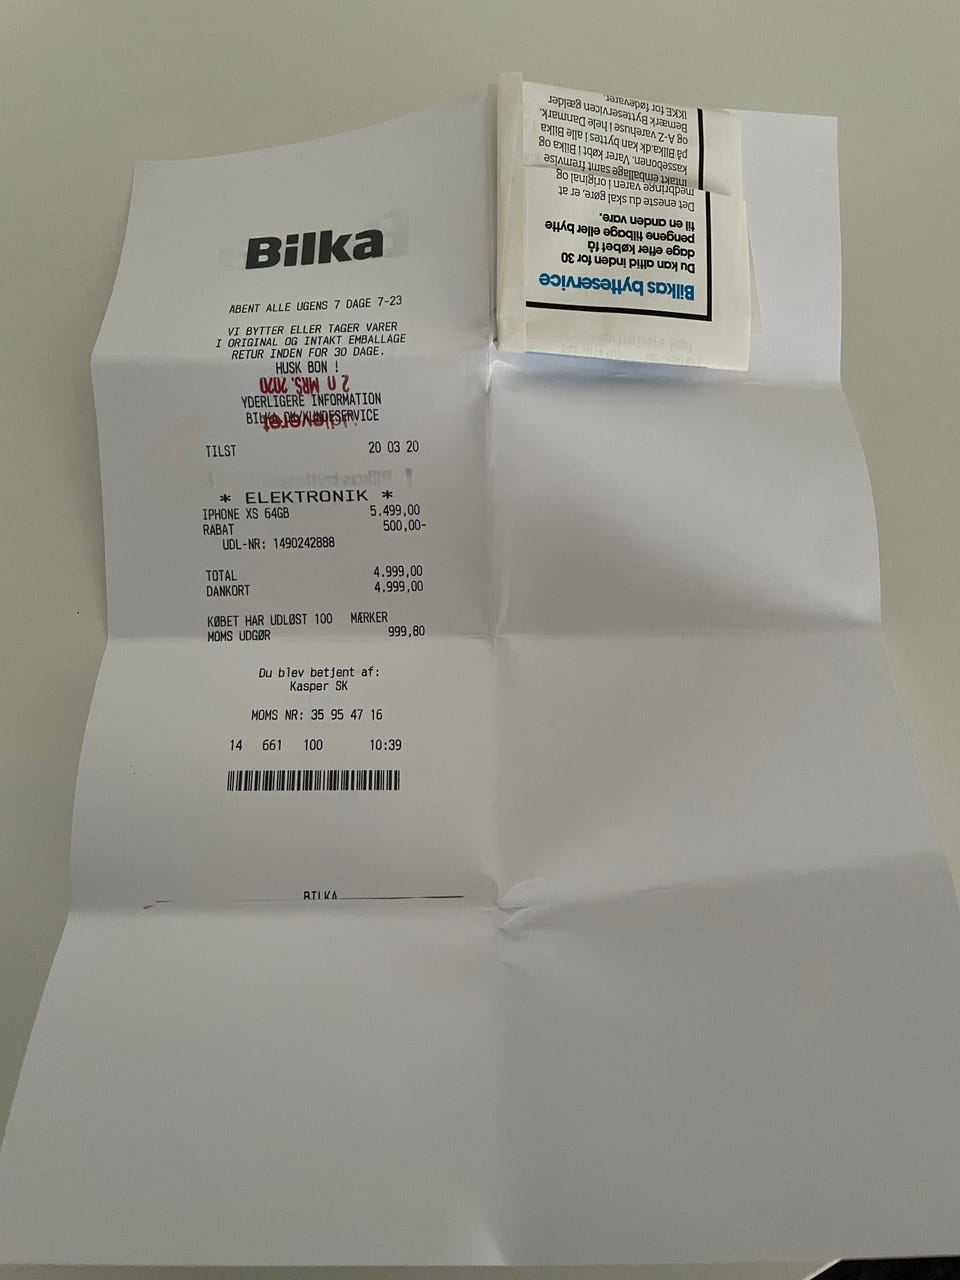 Bilka
ÅBENT ALLE UGENS 7 DAGE 7-23
VI BYTTER ELLER TAGER VARER
I ORIGINAL OG INTAKT EMBALLAGE
RETUR INDEN FOR 30 DAGE.
HUSK BON !
MRS. 2020
YDERLIGERE INFORMATION
BILKA.DK/KUNDESERVICE
TILST 20 03 20
* ELEKTRONIK *
IPHONE XS 64GB 5.499,00
RABAT 500,00-
UDL-NR: 1490242888
TOTAL 4.999,00
DANKORT 4.999,00
KØBET HAR UDLØST 100 MÆRKER
MOMS UDGØR 999,80
Du blev betjent af:
Kasper SK
MOMS NR: 35 95 47 16
14 661 100 10:39
BILKA
Bilkas bytteservice
Du kan altid inden for 30
dage efter købet få
pengene tilbage eller bytte
til en anden vare.
Det eneste du skal gøre, er at
medbringe varen i original og
intakt emballage samt fremvise
kassebonen. Varer købt i Bilka og
på Bilka.dk kan byttes i alle Bilka
og A-Z varehuse i hele Danmark.
Bemærk Bytteservicen gælder
IKKE for fødevarer.